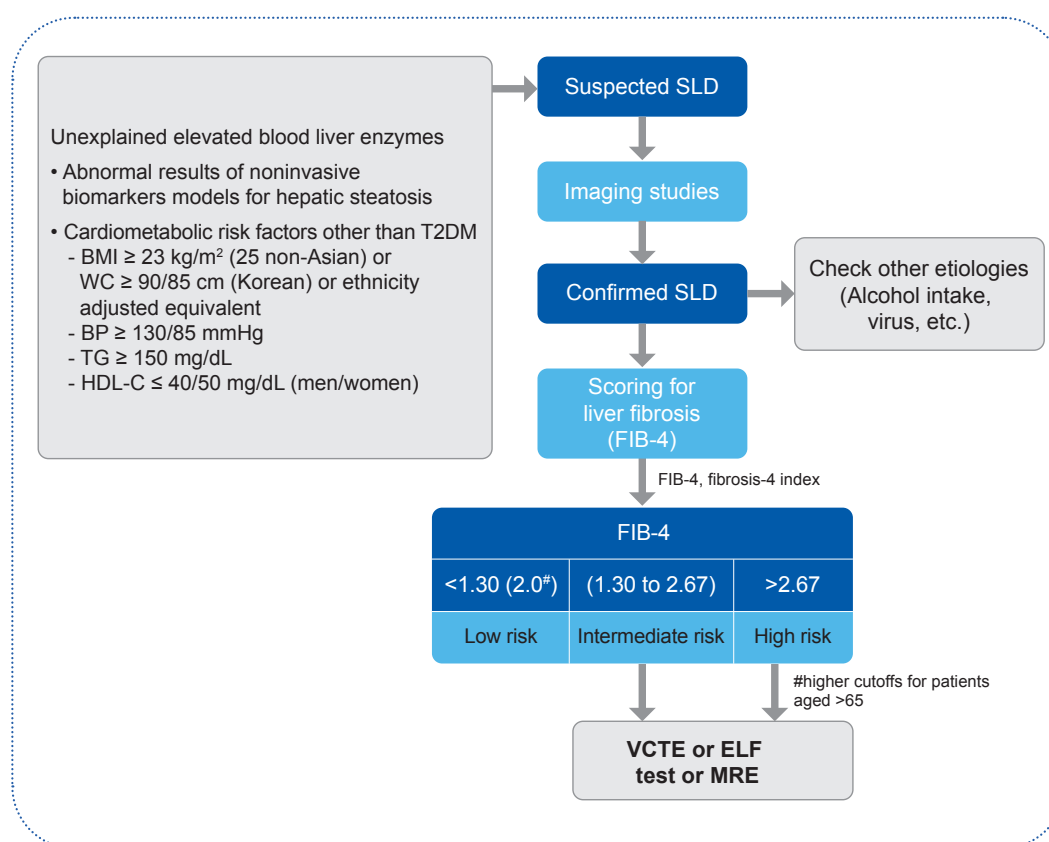 Unexplained elevated blood liver enzymes
• Abnormal results of noninvasive
biomarkers models for hepatic steatosis
• Cardiometabolic risk factors other than T2DM
- BMI ≥ 23 kg/m² (25 non-Asian) or
WC ≥ 90/85 cm (Korean) or ethnicity
adjusted equivalent
- BP ≥ 130/85 mmHg
- TG ≥ 150 mg/dL
- HDL-C ≤ 40/50 mg/dL (men/women)
Suspected SLD
Imaging studies
Confirmed SLD
Check other etiologies
(Alcohol intake,
virus, etc.)
Scoring for
liver fibrosis
(FIB-4)
FIB-4, fibrosis-4 index
FIB-4
<1.30 (2.0#) (1.30 to 2.67) >2.67
Low risk Intermediate risk High risk
#higher cutoffs for patients
aged >65
VCTE or ELF
test or MRE